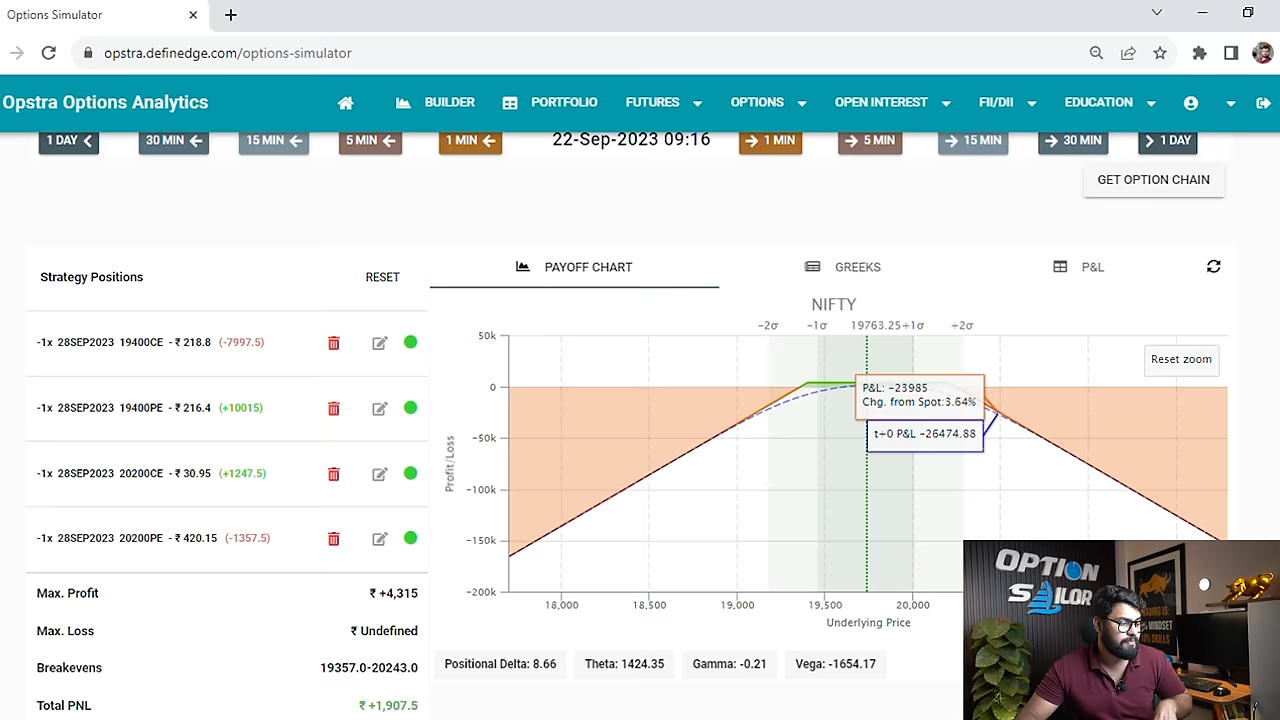 Options Simulator
opstra.definedge.com/options-simulator
Opstra Options Analytics
BUILDER
PORTFOLIO
FUTURES
OPTIONS
OPEN INTEREST
FII/DII
EDUCATION
1 DAY
30 MIN
15 MIN
5 MIN
1 MIN
22-Sep-2023 09:16
1 MIN
5 MIN
15 MIN
30 MIN
1 DAY
GET OPTION CHAIN
Strategy Positions
RESET
PAYOFF CHART
GREEKS
P&L
NIFTY
-2σ -1σ 19763.25+1σ +2σ
Reset zoom
50k
0
-50k
-100k
-150k
-200k
Profit/Loss
P&L: -23985
Chg. from Spot:3.64%
t+0 P&L -26474.88
18,000 18,500 19,000 19,500 20,000
Underlying Price
-1x 28SEP2023 19400CE - ₹ 218.8 (-7997.5)
-1x 28SEP2023 19400PE - ₹ 216.4 (+10015)
-1x 28SEP2023 20200CE - ₹ 30.95 (+1247.5)
-1x 28SEP2023 20200PE - ₹ 420.15 (-1357.5)
Max. Profit ₹ +4,315
Max. Loss ₹ Undefined
Breakevens 19357.0-20243.0
Total PNL ₹ +1,907.5
Positional Delta: 8.66
Theta: 1424.35
Gamma: -0.21
Vega: -1654.17
OPTION
SAILOR